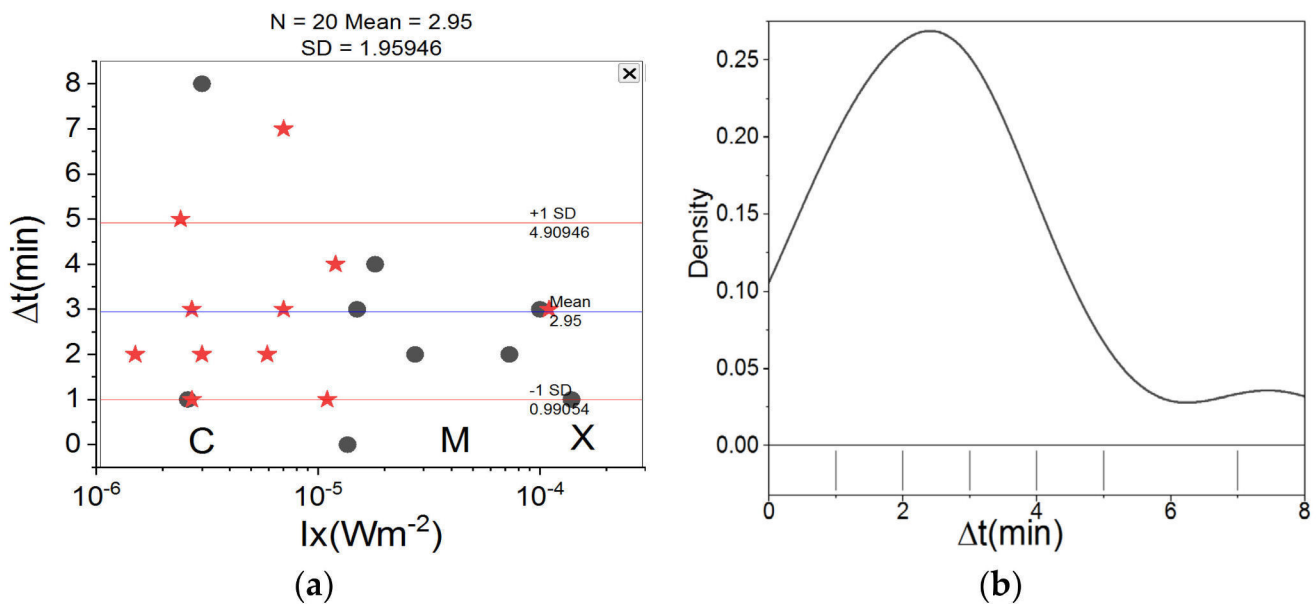 N = 20 Mean = 2.95
SD = 1.95946
8
7
6
5
4
3
2
1
0
Δt(min)
+1 SD
4.90946
Mean
2.95
-1 SD
0.99054
C
M
X
10⁻⁶
10⁻⁵
10⁻⁴
Ix(Wm⁻²)
(a)
0.25
0.20
0.15
0.10
0.05
0.00
Density
0
2
4
6
8
Δt(min)
(b)